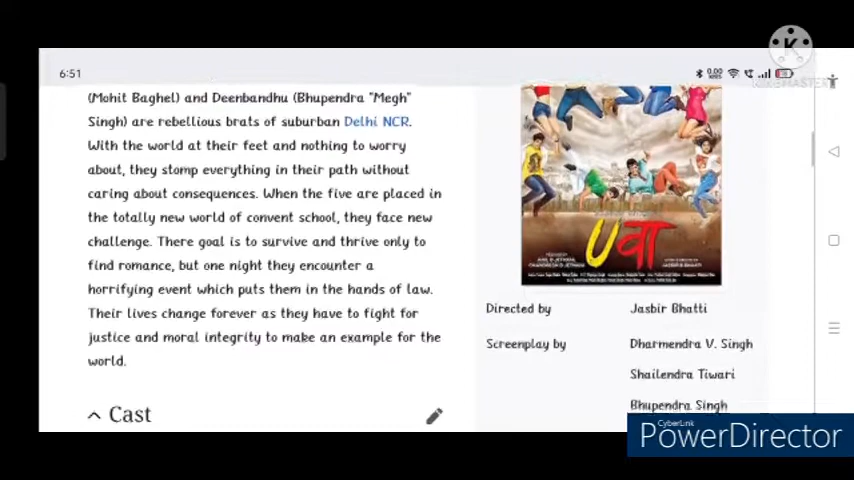 6:51
0.00
KB/S
KINEMASTER
(Mohit Baghel) and Deenbandhu (Bhupendra "Megh"
Singh) are rebellious brats of suburban Delhi NCR.
With the world at their feet and nothing to worry
about, they stomp everything in their path without
caring about consequences. When the five are placed in
the totally new world of convent school, they face new
challenge. There goal is to survive and thrive only to
find romance, but one night they encounter a
horrifying event which puts them in the hands of law.
Their lives change forever as they have to fight for
justice and moral integrity to make an example for the
world.
Cast
Uवा
Directed by
Jasbir Bhatti
Screenplay by
Dharmendra V. Singh
Shailendra Tiwari
Bhupendra Singh
CyberLink
PowerDirector